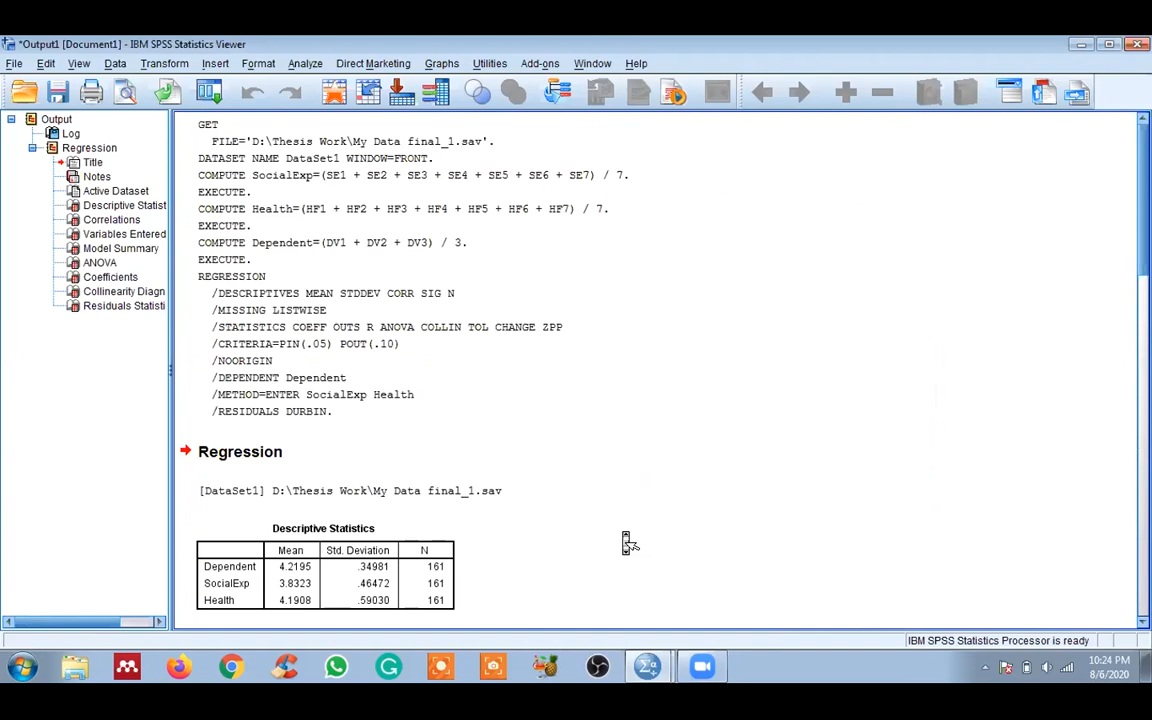 *Output1 [Document1] - IBM SPSS Statistics Viewer
File Edit View Data Transform Insert Format Analyze Direct Marketing Graphs Utilities Add-ons Window Help
Output
Log
Regression
Title
Notes
Active Dataset
Descriptive Statist
Correlations
Variables Entered
Model Summary
ANOVA
Coefficients
Collinearity Diagn
Residuals Statisti
GET
FILE='D:\Thesis Work\My Data final_1.sav'.
DATASET NAME DataSet1 WINDOW=FRONT.
COMPUTE SocialExp=(SE1 + SE2 + SE3 + SE4 + SE5 + SE6 + SE7) / 7.
EXECUTE.
COMPUTE Health=(HF1 + HF2 + HF3 + HF4 + HF5 + HF6 + HF7) / 7.
EXECUTE.
COMPUTE Dependent=(DV1 + DV2 + DV3) / 3.
EXECUTE.
REGRESSION
/DESCRIPTIVES MEAN STDDEV CORR SIG N
/MISSING LISTWISE
/STATISTICS COEFF OUTS R ANOVA COLLIN TOL CHANGE ZPP
/CRITERIA=PIN(.05) POUT(.10)
/NOORIGIN
/DEPENDENT Dependent
/METHOD=ENTER SocialExp Health
/RESIDUALS DURBIN.
Regression
[DataSet1] D:\Thesis Work\My Data final_1.sav
Descriptive Statistics
Mean Std. Deviation N
Dependent 4.2195 .34981 161
SocialExp 3.8323 .46472 161
Health 4.1908 .59030 161
IBM SPSS Statistics Processor is ready
10:24 PM
8/6/2020